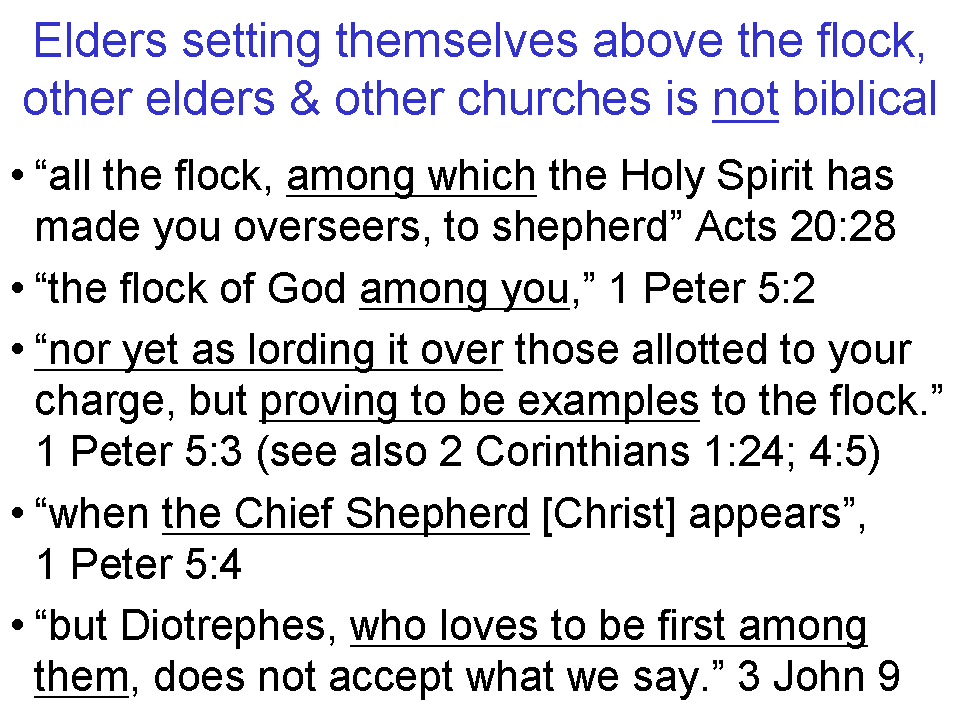 Elders setting themselves above the flock,
other elders & other churches is not biblical
• “all the flock, among which the Holy Spirit has
made you overseers, to shepherd” Acts 20:28
• “the flock of God among you,” 1 Peter 5:2
• “nor yet as lording it over those allotted to your
charge, but proving to be examples to the flock.”
1 Peter 5:3 (see also 2 Corinthians 1:24; 4:5)
• “when the Chief Shepherd [Christ] appears”,
1 Peter 5:4
• “but Diotrephes, who loves to be first among
them, does not accept what we say.” 3 John 9